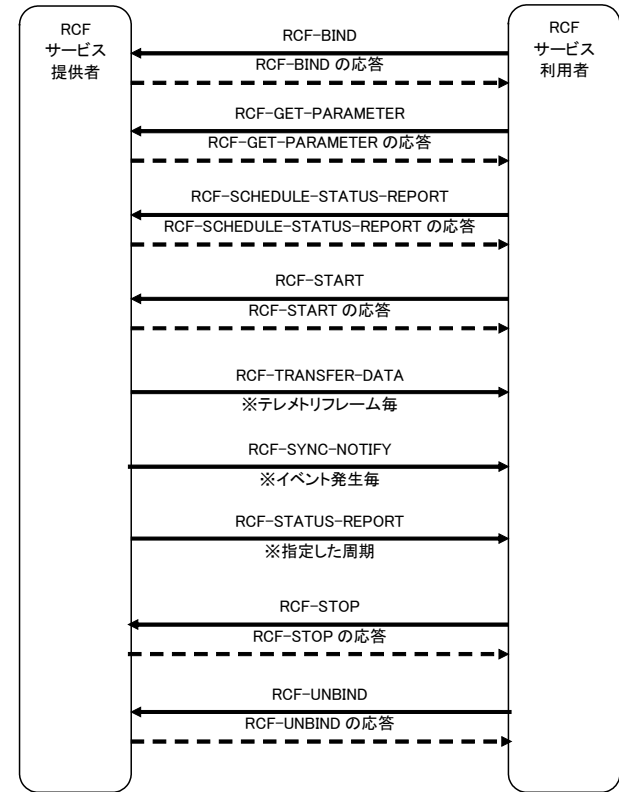 RCF
サービス
提供者
RCF
サービス
利用者
RCF-BIND
RCF-BIND の応答
RCF-GET-PARAMETER
RCF-GET-PARAMETER の応答
RCF-SCHEDULE-STATUS-REPORT
RCF-SCHEDULE-STATUS-REPORT の応答
RCF-START
RCF-START の応答
RCF-TRANSFER-DATA
※テレメトリフレーム毎
RCF-SYNC-NOTIFY
※イベント発生毎
RCF-STATUS-REPORT
※指定した周期
RCF-STOP
RCF-STOP の応答
RCF-UNBIND
RCF-UNBIND の応答